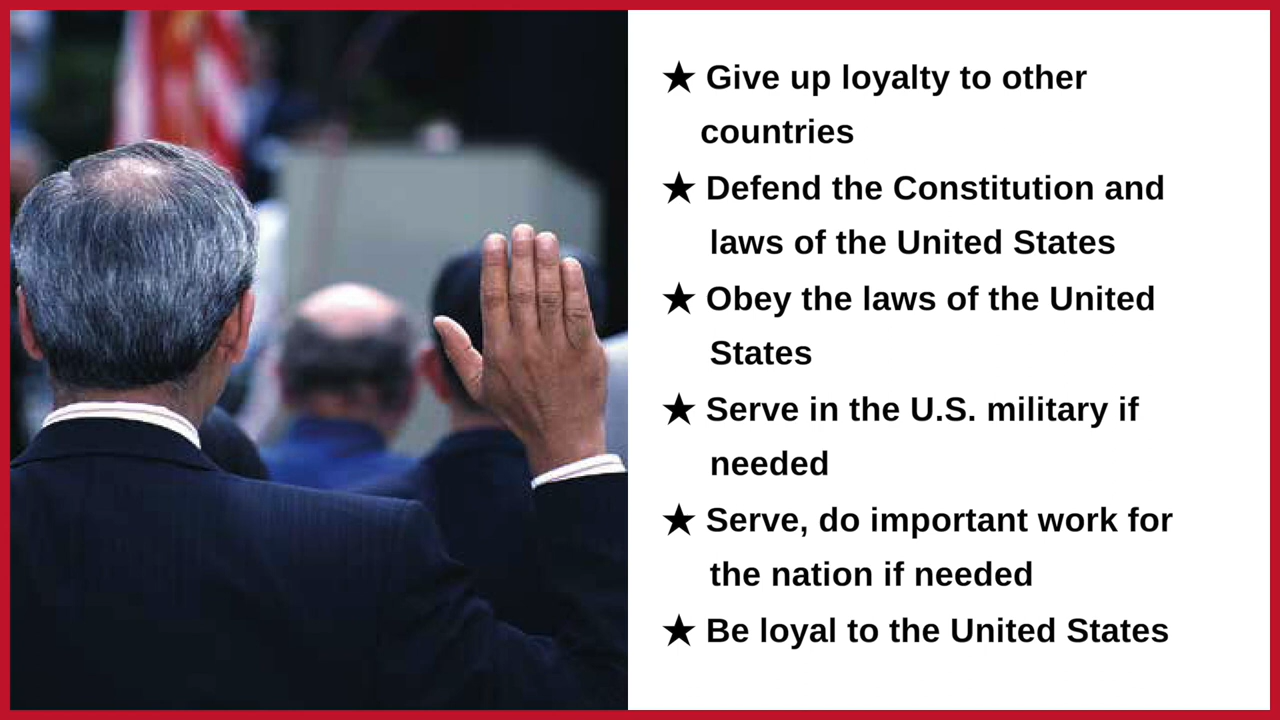 ★ Give up loyalty to other
countries
★ Defend the Constitution and
laws of the United States
★ Obey the laws of the United
States
★ Serve in the U.S. military if
needed
★ Serve, do important work for
the nation if needed
★ Be loyal to the United States